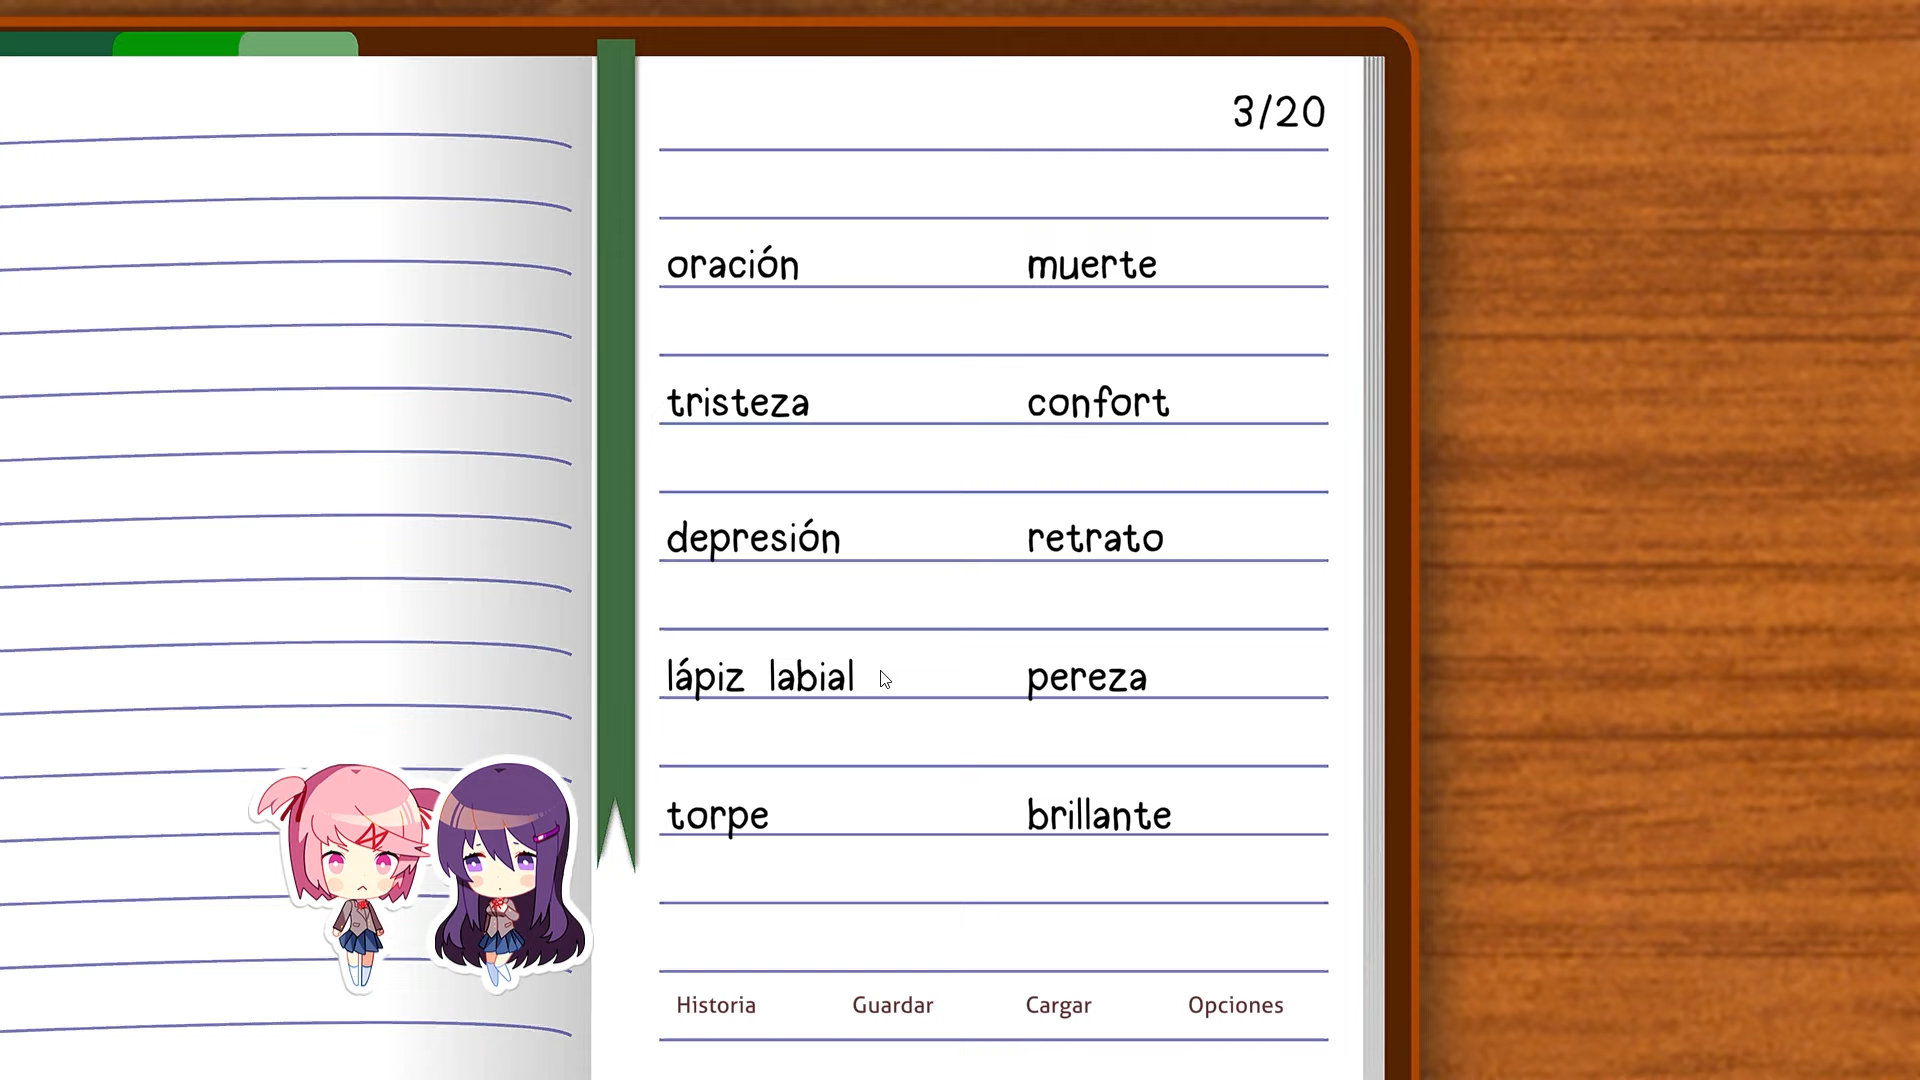 3/20
oración muerte
tristeza confort
depresión retrato
lápiz labial pereza
torpe brillante
Historia Guardar Cargar Opciones